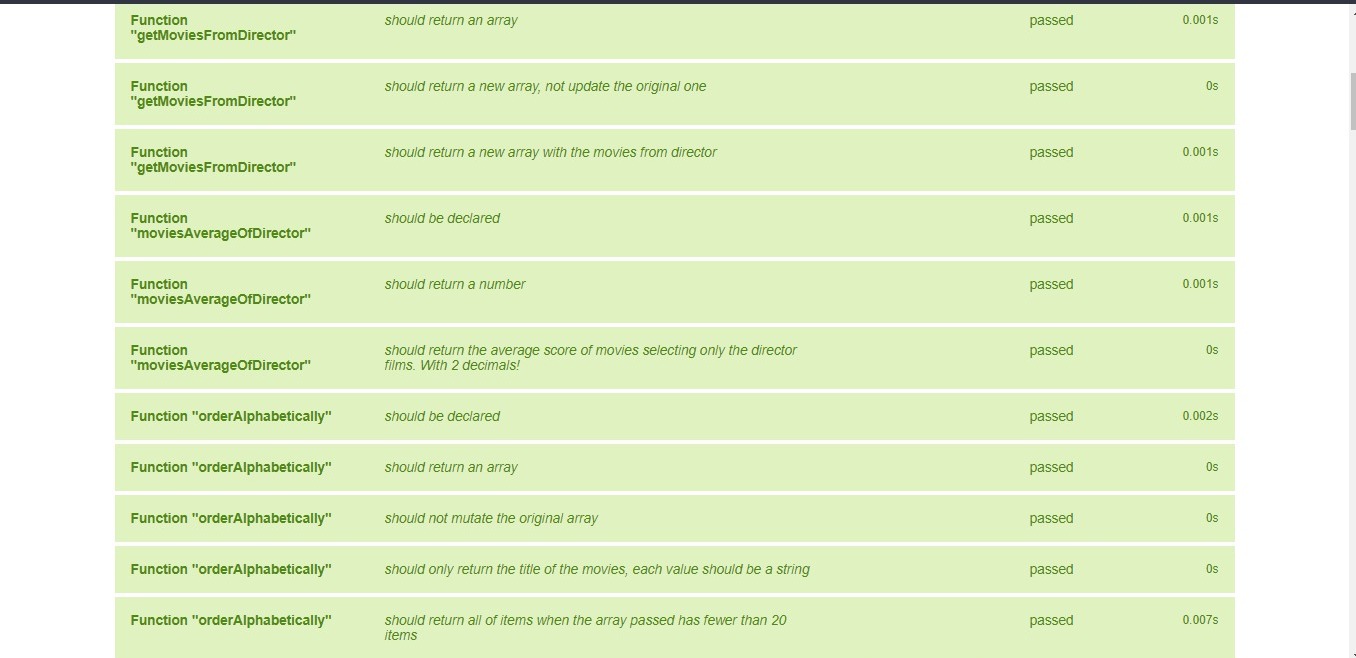 Function "getMoviesFromDirector" should return an array passed 0.001s
Function "getMoviesFromDirector" should return a new array, not update the original one passed 0s
Function "getMoviesFromDirector" should return a new array with the movies from director passed 0.001s
Function "moviesAverageOfDirector" should be declared passed 0.001s
Function "moviesAverageOfDirector" should return a number passed 0.001s
Function "moviesAverageOfDirector" should return the average score of movies selecting only the director films. With 2 decimals! passed 0s
Function "orderAlphabetically" should be declared passed 0.002s
Function "orderAlphabetically" should return an array passed 0s
Function "orderAlphabetically" should not mutate the original array passed 0s
Function "orderAlphabetically" should only return the title of the movies, each value should be a string passed 0s
Function "orderAlphabetically" should return all of items when the array passed has fewer than 20 items passed 0.007s